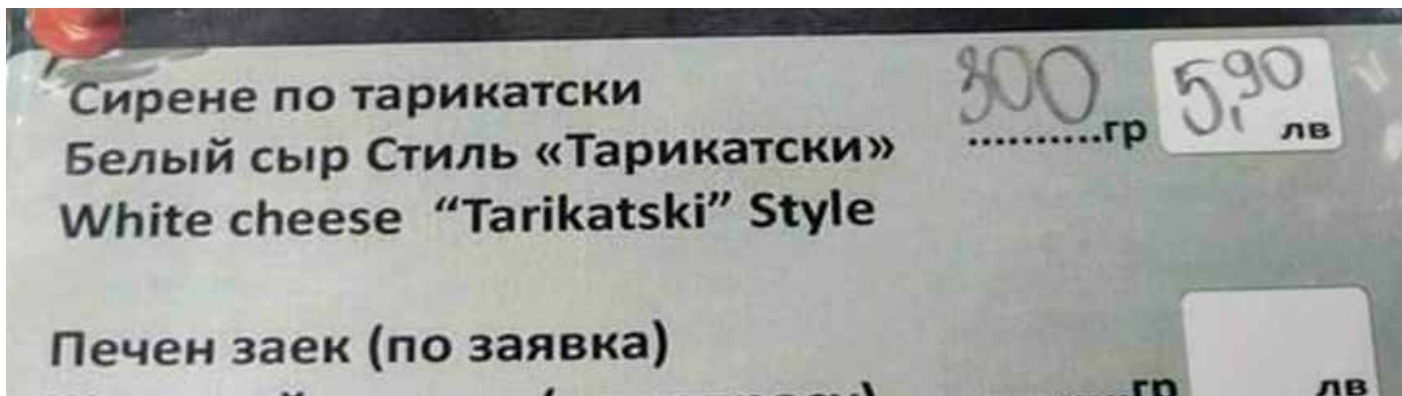 Сирене по тарикатски 300 5,90
Белый сыр Стиль «Тарикатски» ..........гр лв
White cheese “Tarikatski” Style
Печен заек (по заявка)
гр лв